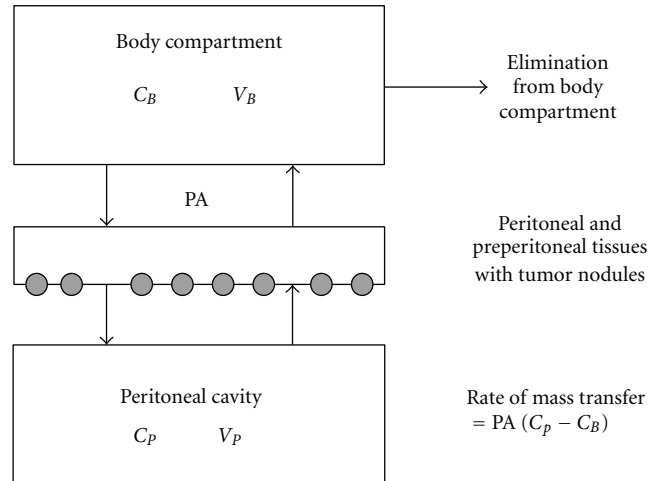 Body compartment
C_B V_B
Elimination
from body
compartment
PA
Peritoneal and
preperitoneal tissues
with tumor nodules
Peritoneal cavity
C_P V_P
Rate of mass transfer
= PA (C_p − C_B)